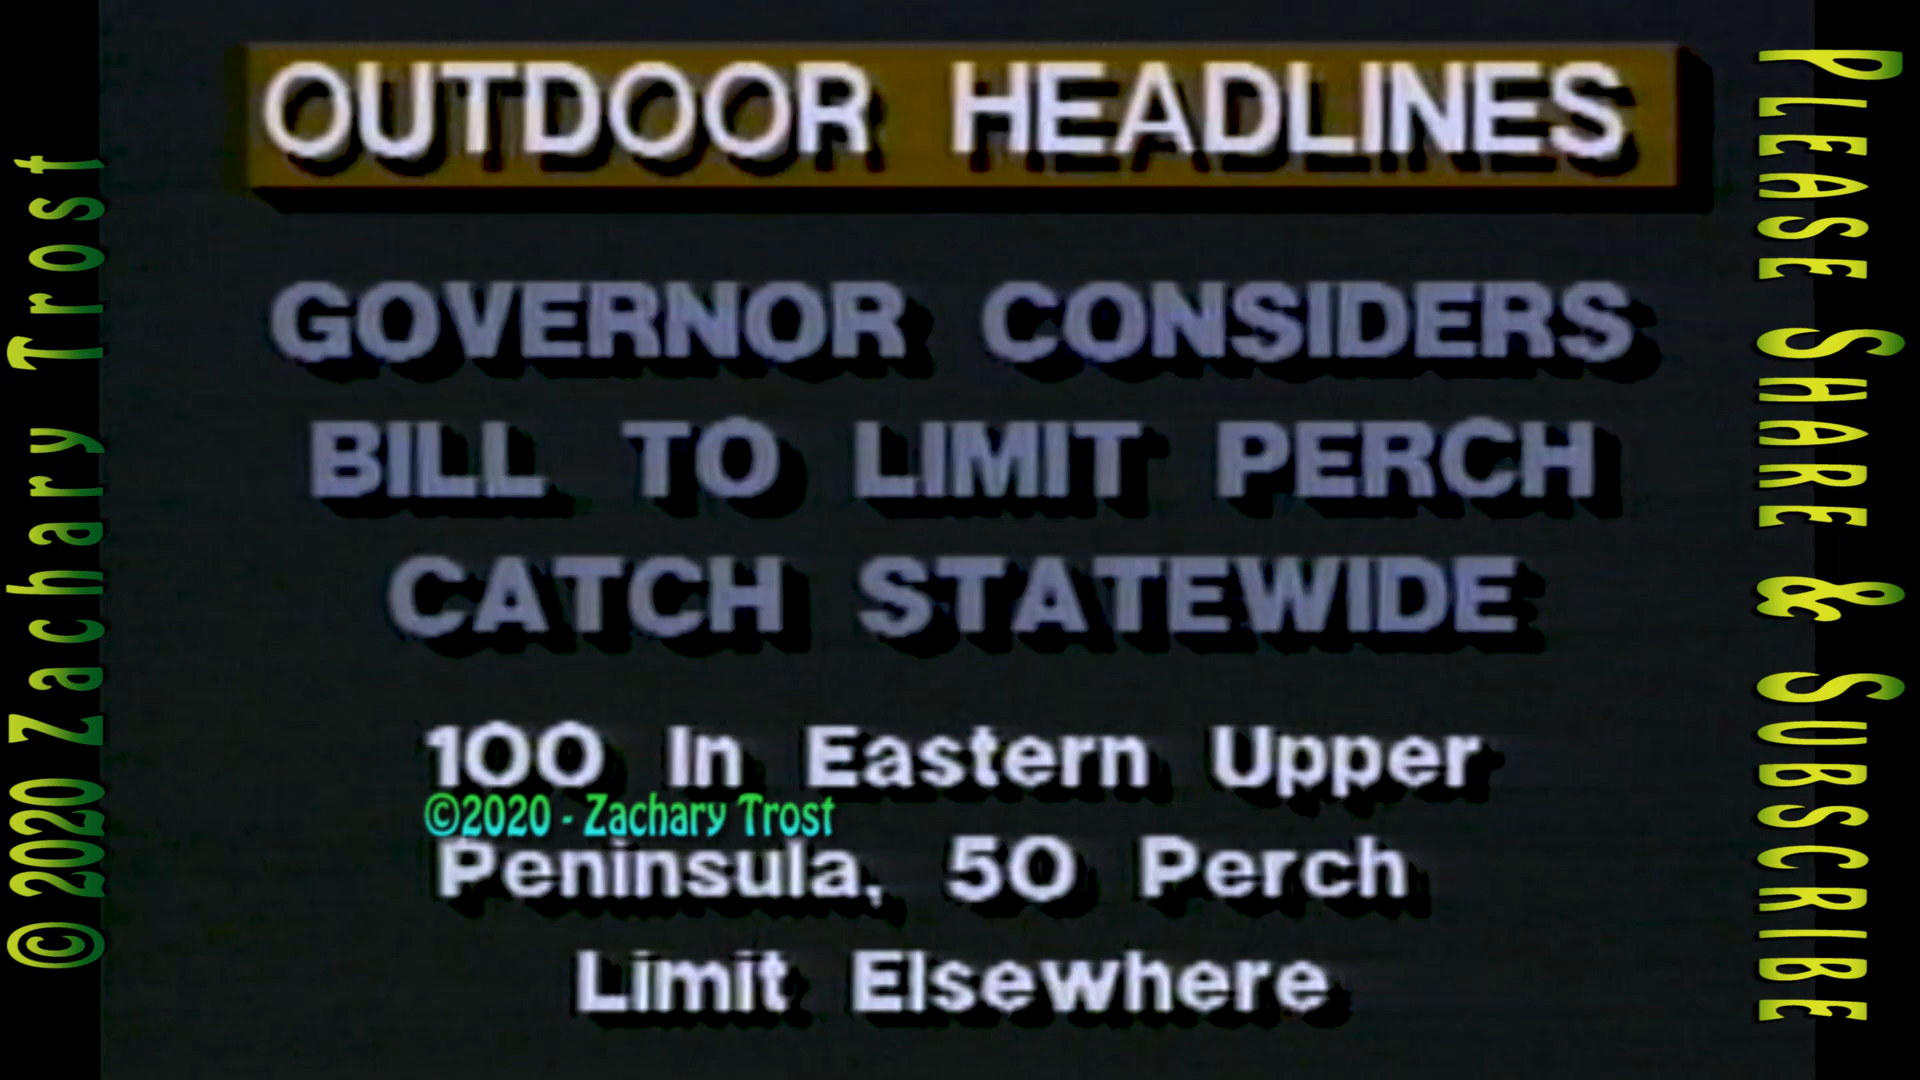 OUTDOOR HEADLINES
GOVERNOR CONSIDERS
BILL TO LIMIT PERCH
CATCH STATEWIDE
100 In Eastern Upper
©2020 - Zachary Trost
Peninsula, 50 Perch
Limit Elsewhere
© 2020 Zachary Trost
PLEASE SHARE & SUBSCRIBE